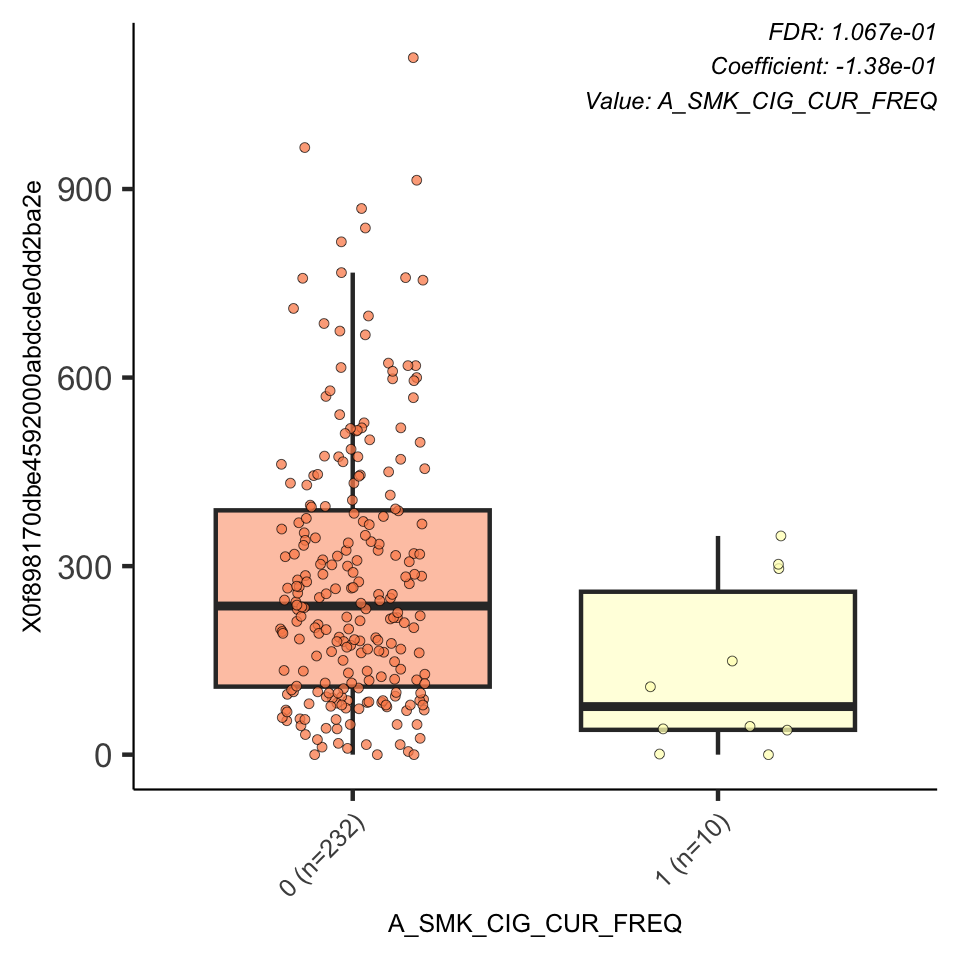 FDR: 1.067e-01
Coefficient: -1.38e-01
Value: A_SMK_CIG_CUR_FREQ
X0f898170dbe4592000abdcde0dd2ba2e
900
600
300
0
0 (n=232)
1 (n=10)
A_SMK_CIG_CUR_FREQ